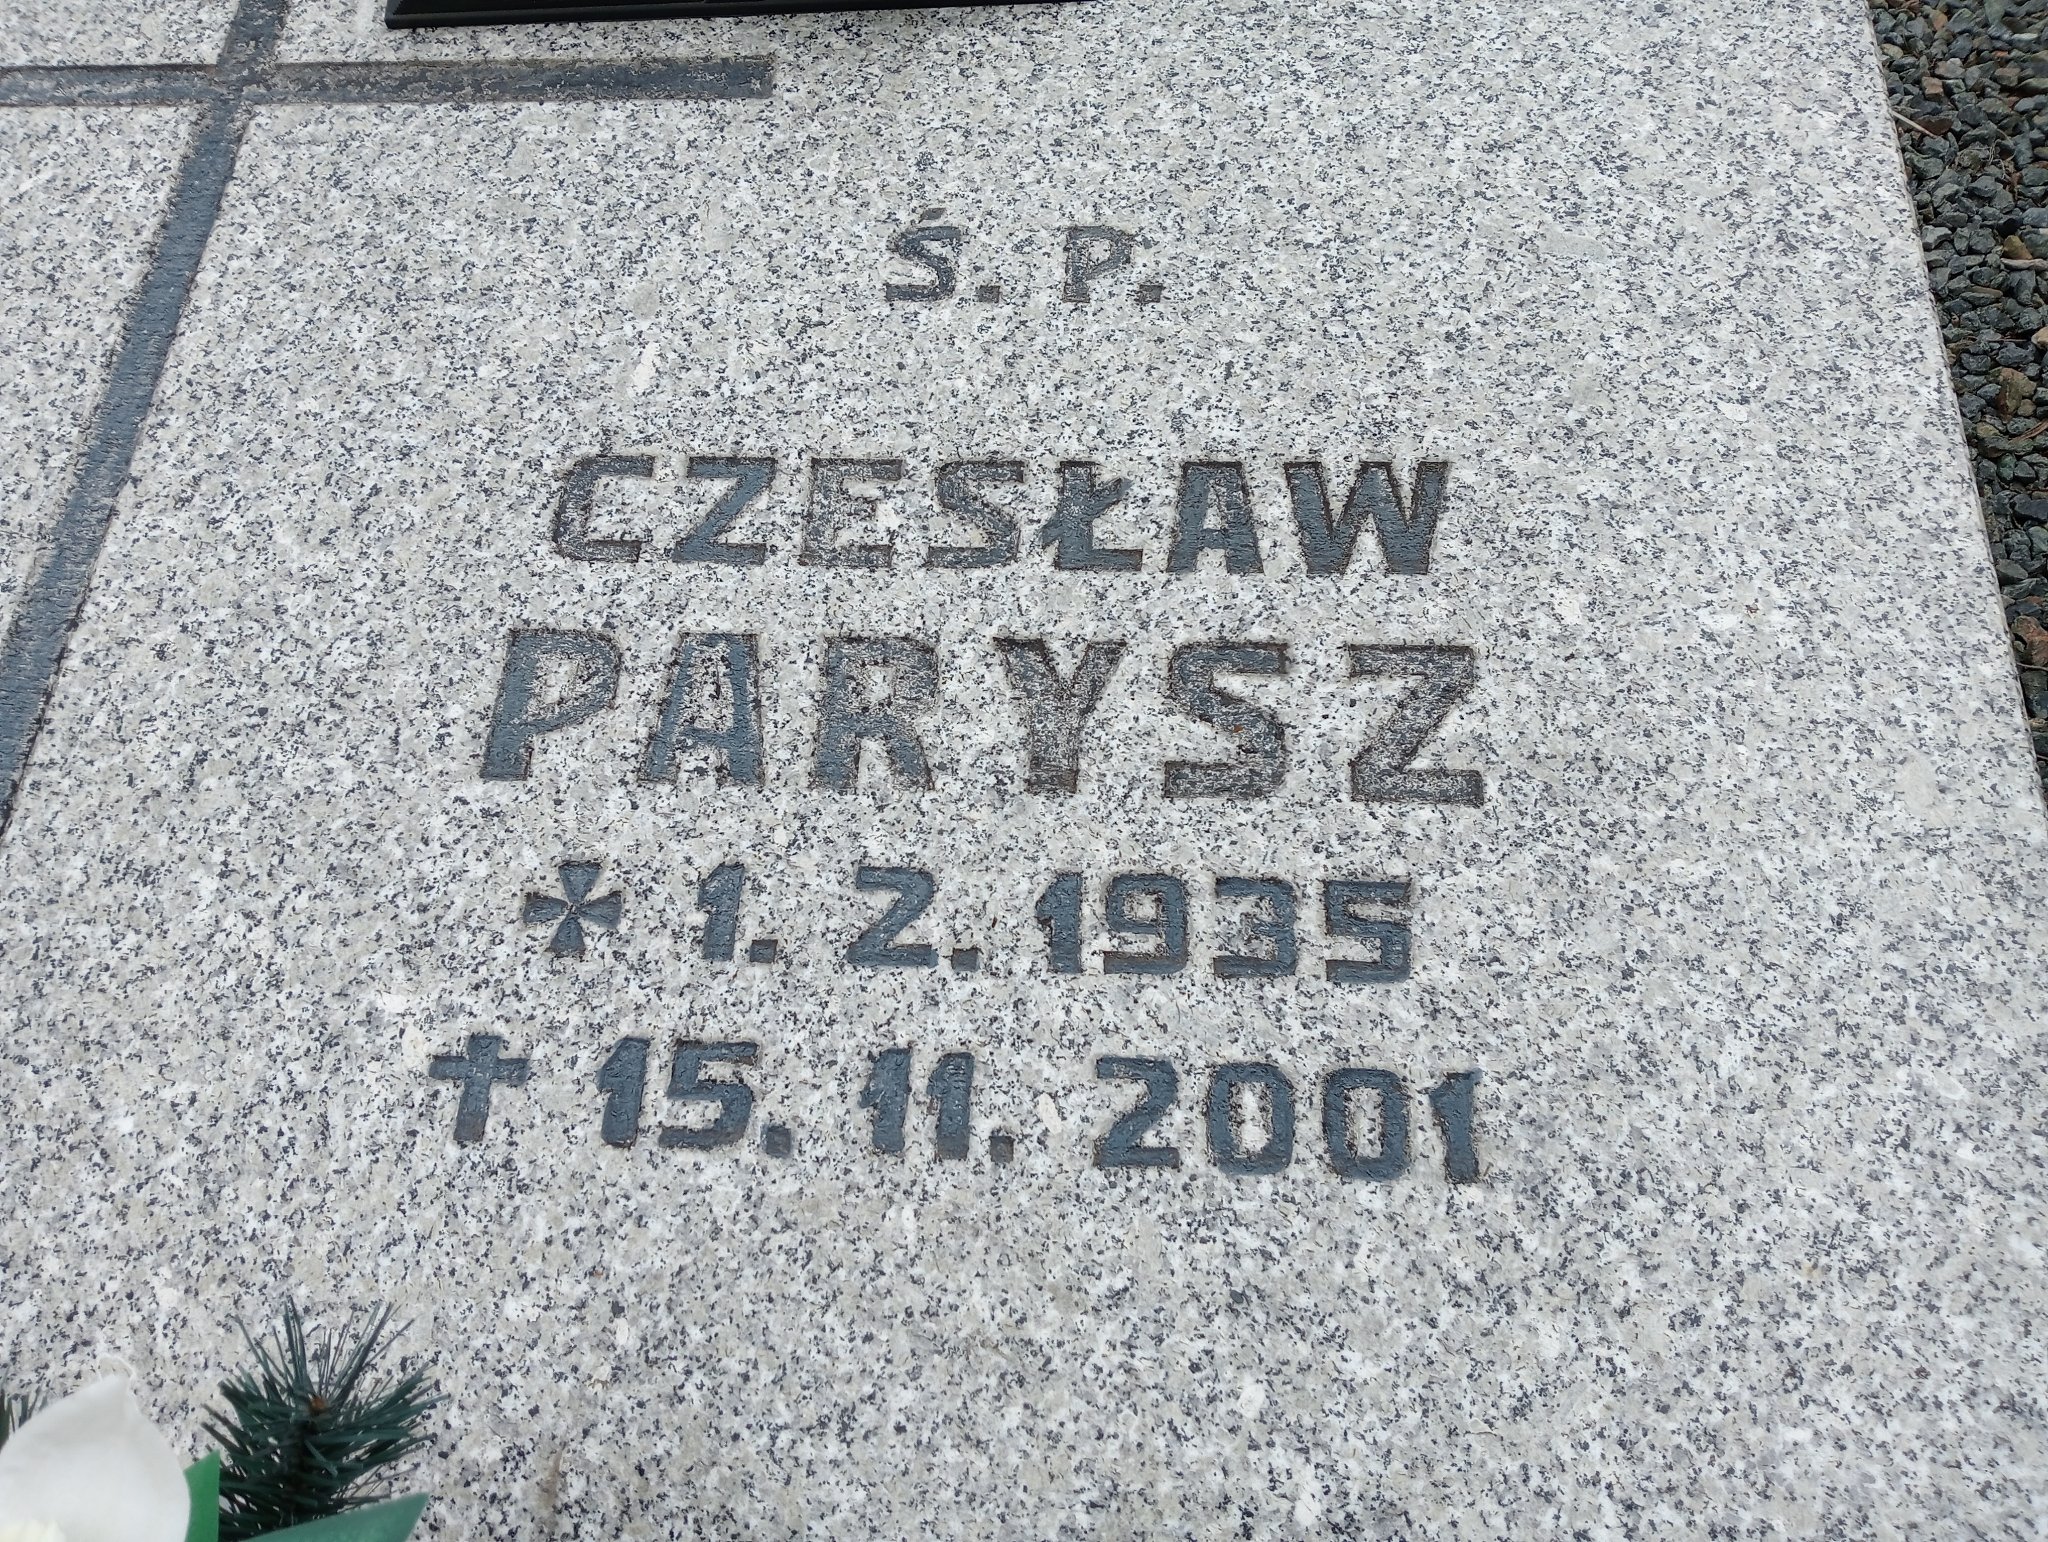 Ś. P.
CZESŁAW
PARYSZ
* 1. 2. 1935
† 15. 11. 2001